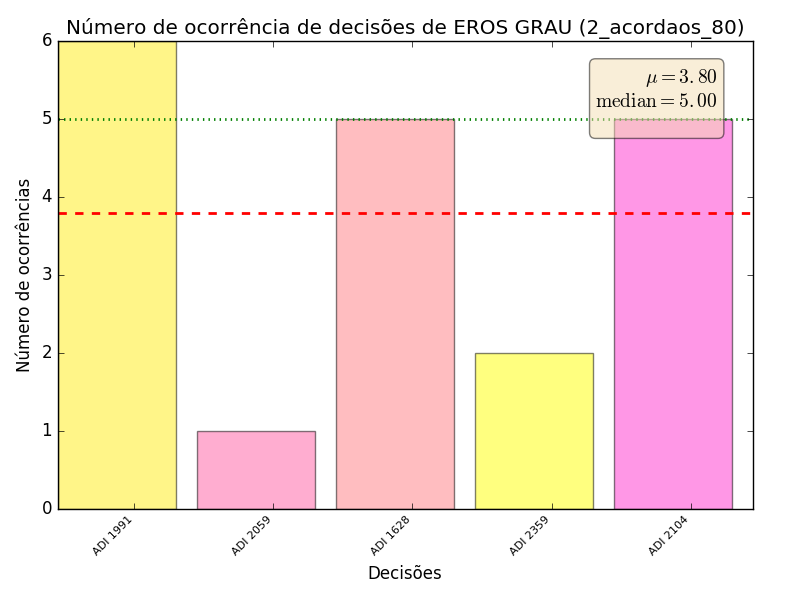 Número de ocorrência de decisões de EROS GRAU (2_acordaos_80)
μ = 3.80
median = 5.00
Número de ocorrências
6
5
4
3
2
1
0
ADI 1991
ADI 2059
ADI 1628
ADI 2359
ADI 2104
Decisões